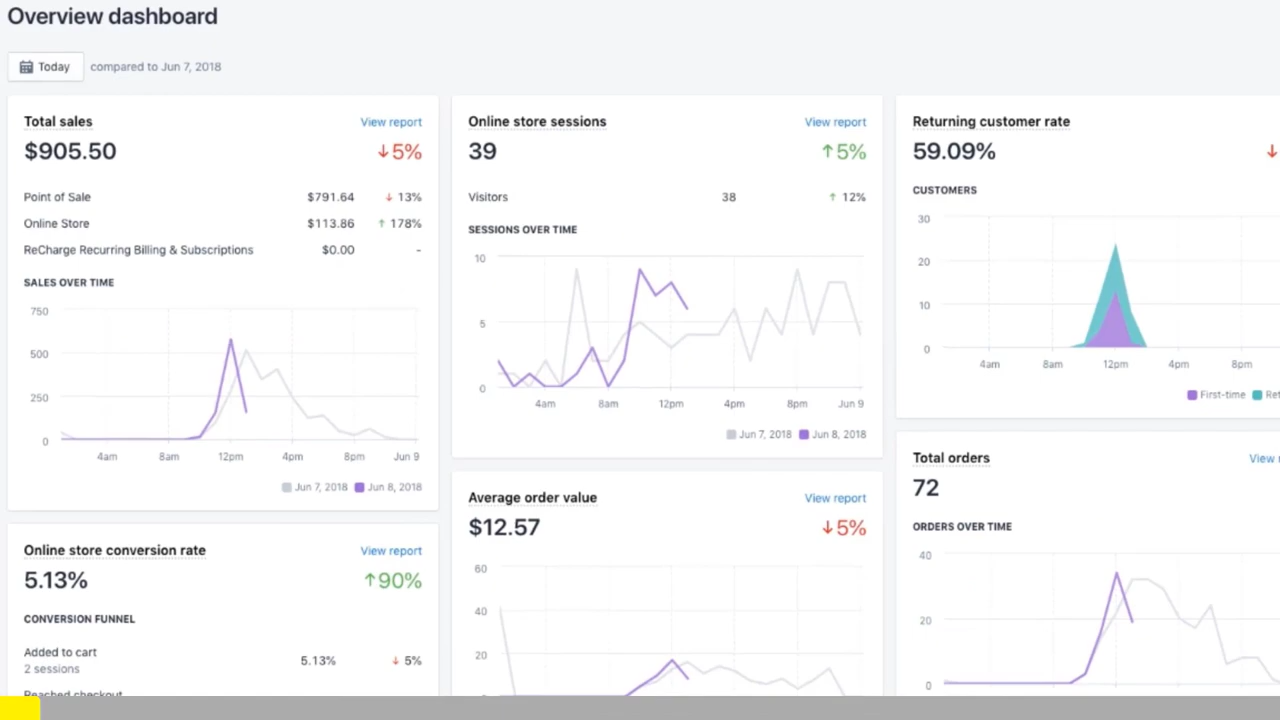 Overview dashboard
Today compared to Jun 7, 2018
Total sales View report
$905.50 ↓5%
Point of Sale $791.64 ↓ 13%
Online Store $113.86 ↑ 178%
ReCharge Recurring Billing & Subscriptions $0.00 -
SALES OVER TIME
750
500
250
0
4am 8am 12pm 4pm 8pm Jun 9
Jun 7, 2018 Jun 8, 2018
Online store conversion rate View report
5.13% ↑90%
CONVERSION FUNNEL
Added to cart 5.13% ↓ 5%
2 sessions
Reached checkout
Online store sessions View report
39 ↑5%
Visitors 38 ↑ 12%
SESSIONS OVER TIME
10
5
0
4am 8am 12pm 4pm 8pm Jun 9
Jun 7, 2018 Jun 8, 2018
Average order value View report
$12.57 ↓5%
60
40
20
Returning customer rate
59.09% ↓
CUSTOMERS
30
20
10
0
4am 8am 12pm 4pm 8pm
First-time Ret
Total orders View r
72
ORDERS OVER TIME
40
20
0